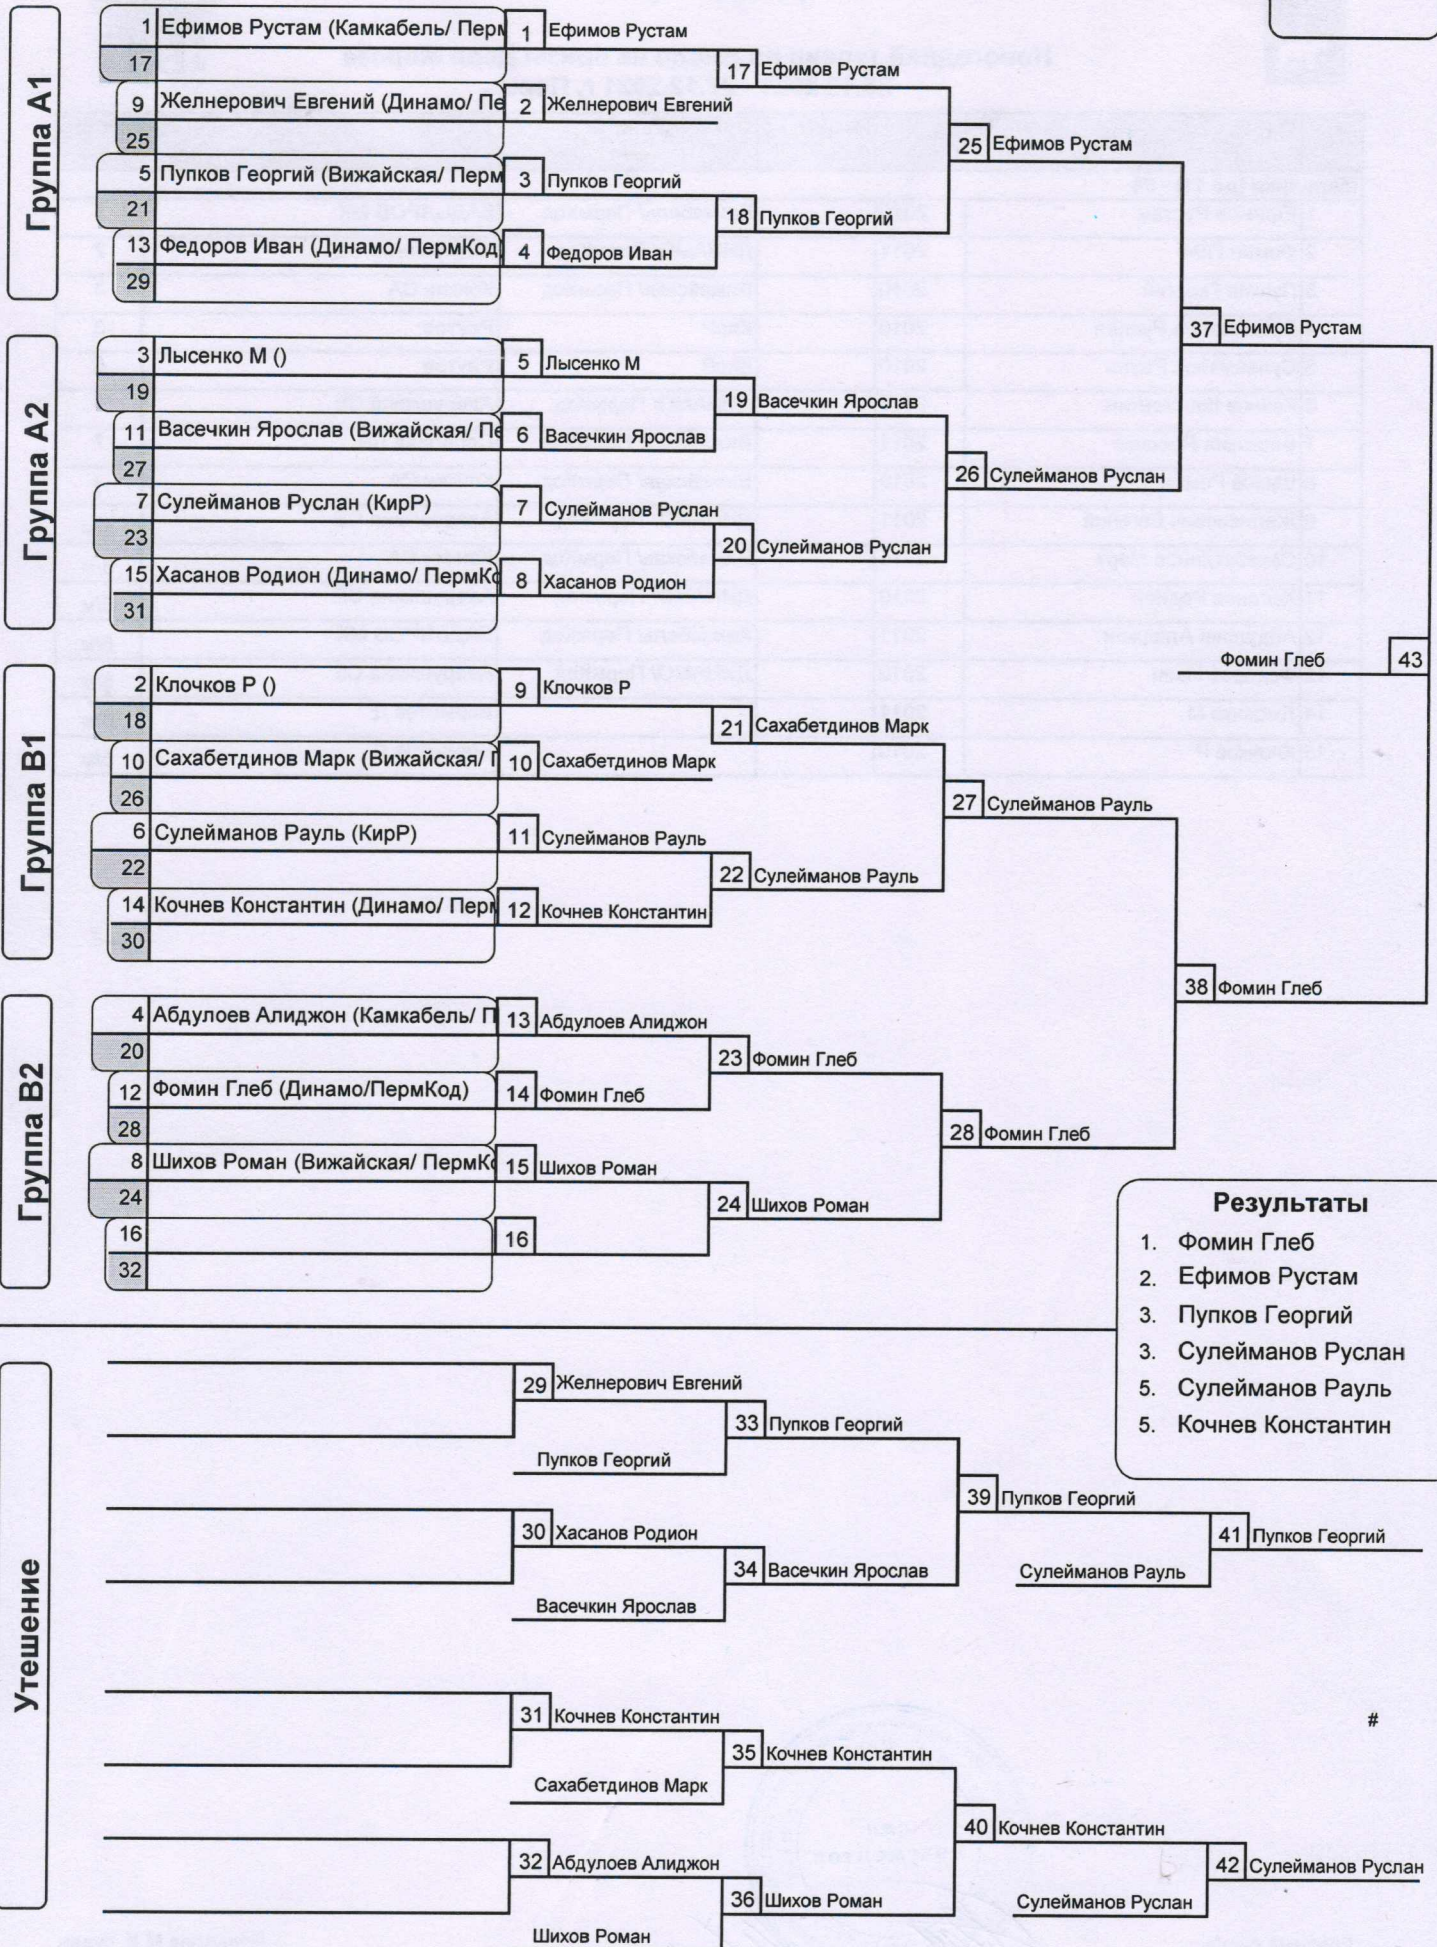 Группа A1
1 Ефимов Рустам (Камкабель/ Перм
17
9 Желнерович Евгений (Динамо/ Пе
25
5 Пупков Георгий (Вижайская/ Перм
21
13 Федоров Иван (Динамо/ ПермКод
29
1 Ефимов Рустам
2 Желнерович Евгений
3 Пупков Георгий
4 Федоров Иван
17 Ефимов Рустам
18 Пупков Георгий
25 Ефимов Рустам
Группа A2
3 Лысенко М ()
19
11 Васечкин Ярослав (Вижайская/ Пе
27
7 Сулейманов Руслан (КирР)
23
15 Хасанов Родион (Динамо/ ПермКо
31
5 Лысенко М
6 Васечкин Ярослав
7 Сулейманов Руслан
8 Хасанов Родион
19 Васечкин Ярослав
20 Сулейманов Руслан
26 Сулейманов Руслан
37 Ефимов Рустам
Группа B1
2 Клочков Р ()
18
10 Сахабетдинов Марк (Вижайская/ П
26
6 Сулейманов Рауль (КирР)
22
14 Кочнев Константин (Динамо/ Перм
30
9 Клочков Р
10 Сахабетдинов Марк
11 Сулейманов Рауль
12 Кочнев Константин
21 Сахабетдинов Марк
22 Сулейманов Рауль
27 Сулейманов Рауль
Группа B2
4 Абдулоев Алиджон (Камкабель/ П
20
12 Фомин Глеб (Динамо/ПермКод)
28
8 Шихов Роман (Вижайская/ ПермКо
24
16
32
13 Абдулоев Алиджон
14 Фомин Глеб
15 Шихов Роман
16
23 Фомин Глеб
24 Шихов Роман
28 Фомин Глеб
38 Фомин Глеб
Фомин Глеб 43
Результаты
1. Фомин Глеб
2. Ефимов Рустам
3. Пупков Георгий
3. Сулейманов Руслан
5. Сулейманов Рауль
5. Кочнев Константин
Утешение
29 Желнерович Евгений
Пупков Георгий
33 Пупков Георгий
30 Хасанов Родион
Васечкин Ярослав
34 Васечкин Ярослав
39 Пупков Георгий
Сулейманов Рауль
41 Пупков Георгий
31 Кочнев Константин
Сахабетдинов Марк
35 Кочнев Константин
32 Абдулоев Алиджон
Шихов Роман
36 Шихов Роман
40 Кочнев Константин
Сулейманов Руслан
42 Сулейманов Руслан
#